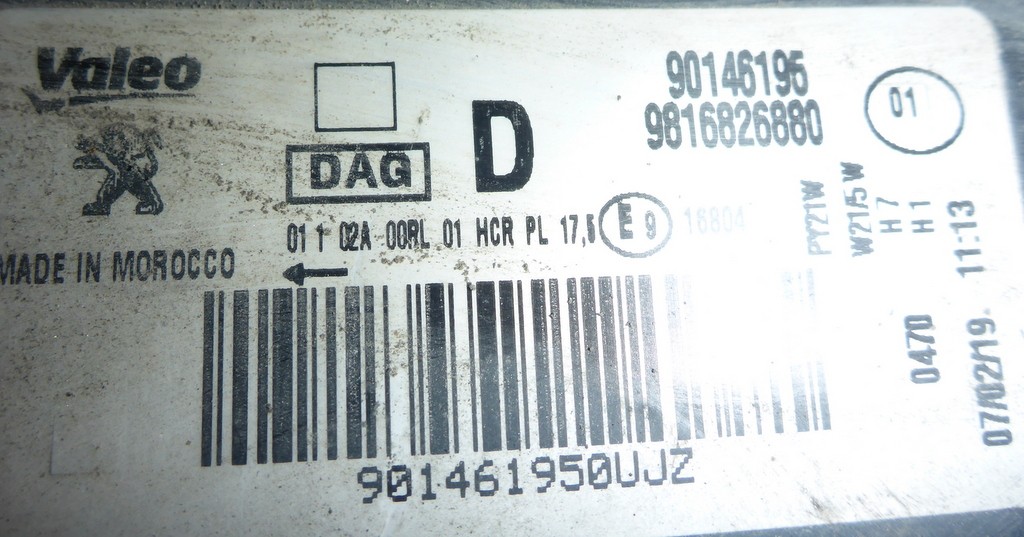 Valeo
90146195
9816826880
01
D
DAG
01 1 02A 00RL 01 HCR PL 17,5 E 9 16804
MADE IN MOROCCO
PY21W
W21/5W
H7
H1
0470
07/02/19 11:13
901461950UJZ